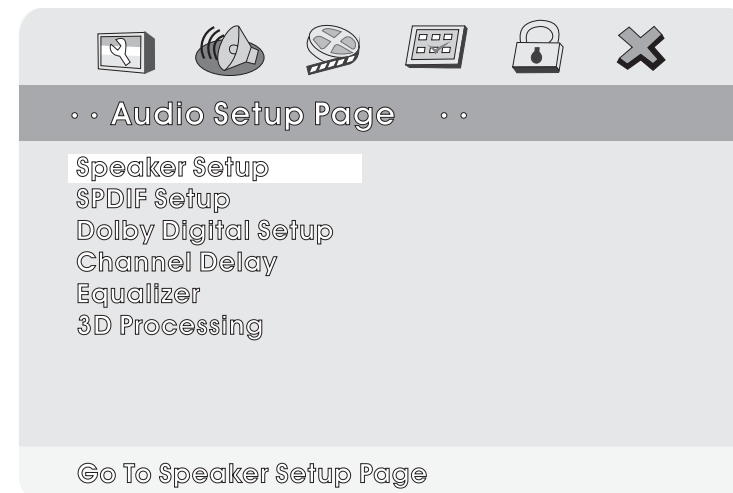 Audio Setup Page
Speaker Setup
SPDIF Setup
Dolby Digital Setup
Channel Delay
Equalizer
3D Processing
Go To Speaker Setup Page